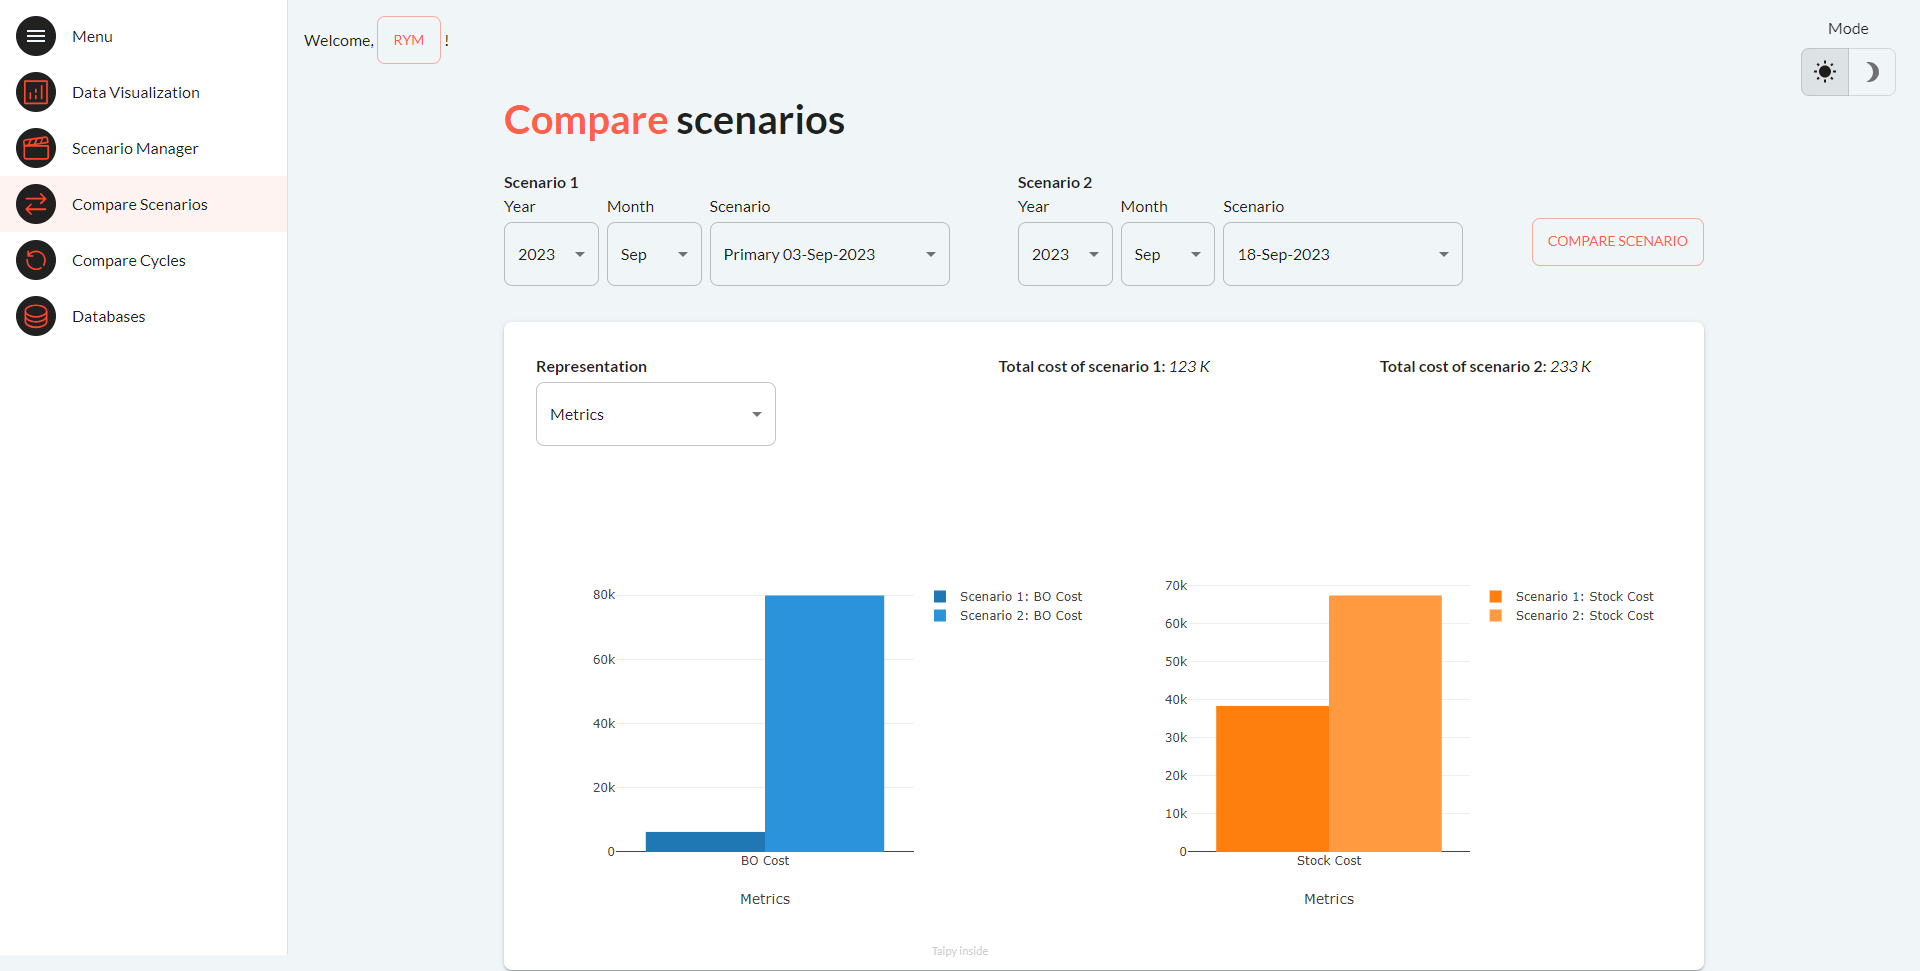 Menu
Data Visualization
Scenario Manager
Compare Scenarios
Compare Cycles
Databases
Welcome, RYM !
Mode
Compare scenarios
Scenario 1
Year Month Scenario
2023 Sep Primary 03-Sep-2023
Scenario 2
Year Month Scenario
2023 Sep 18-Sep-2023
COMPARE SCENARIO
Representation
Metrics
Total cost of scenario 1: 123 K
Total cost of scenario 2: 233 K
80k
60k
40k
20k
0
BO Cost
Metrics
Scenario 1: BO Cost
Scenario 2: BO Cost
70k
60k
50k
40k
30k
20k
10k
0
Stock Cost
Metrics
Scenario 1: Stock Cost
Scenario 2: Stock Cost
Taipy inside